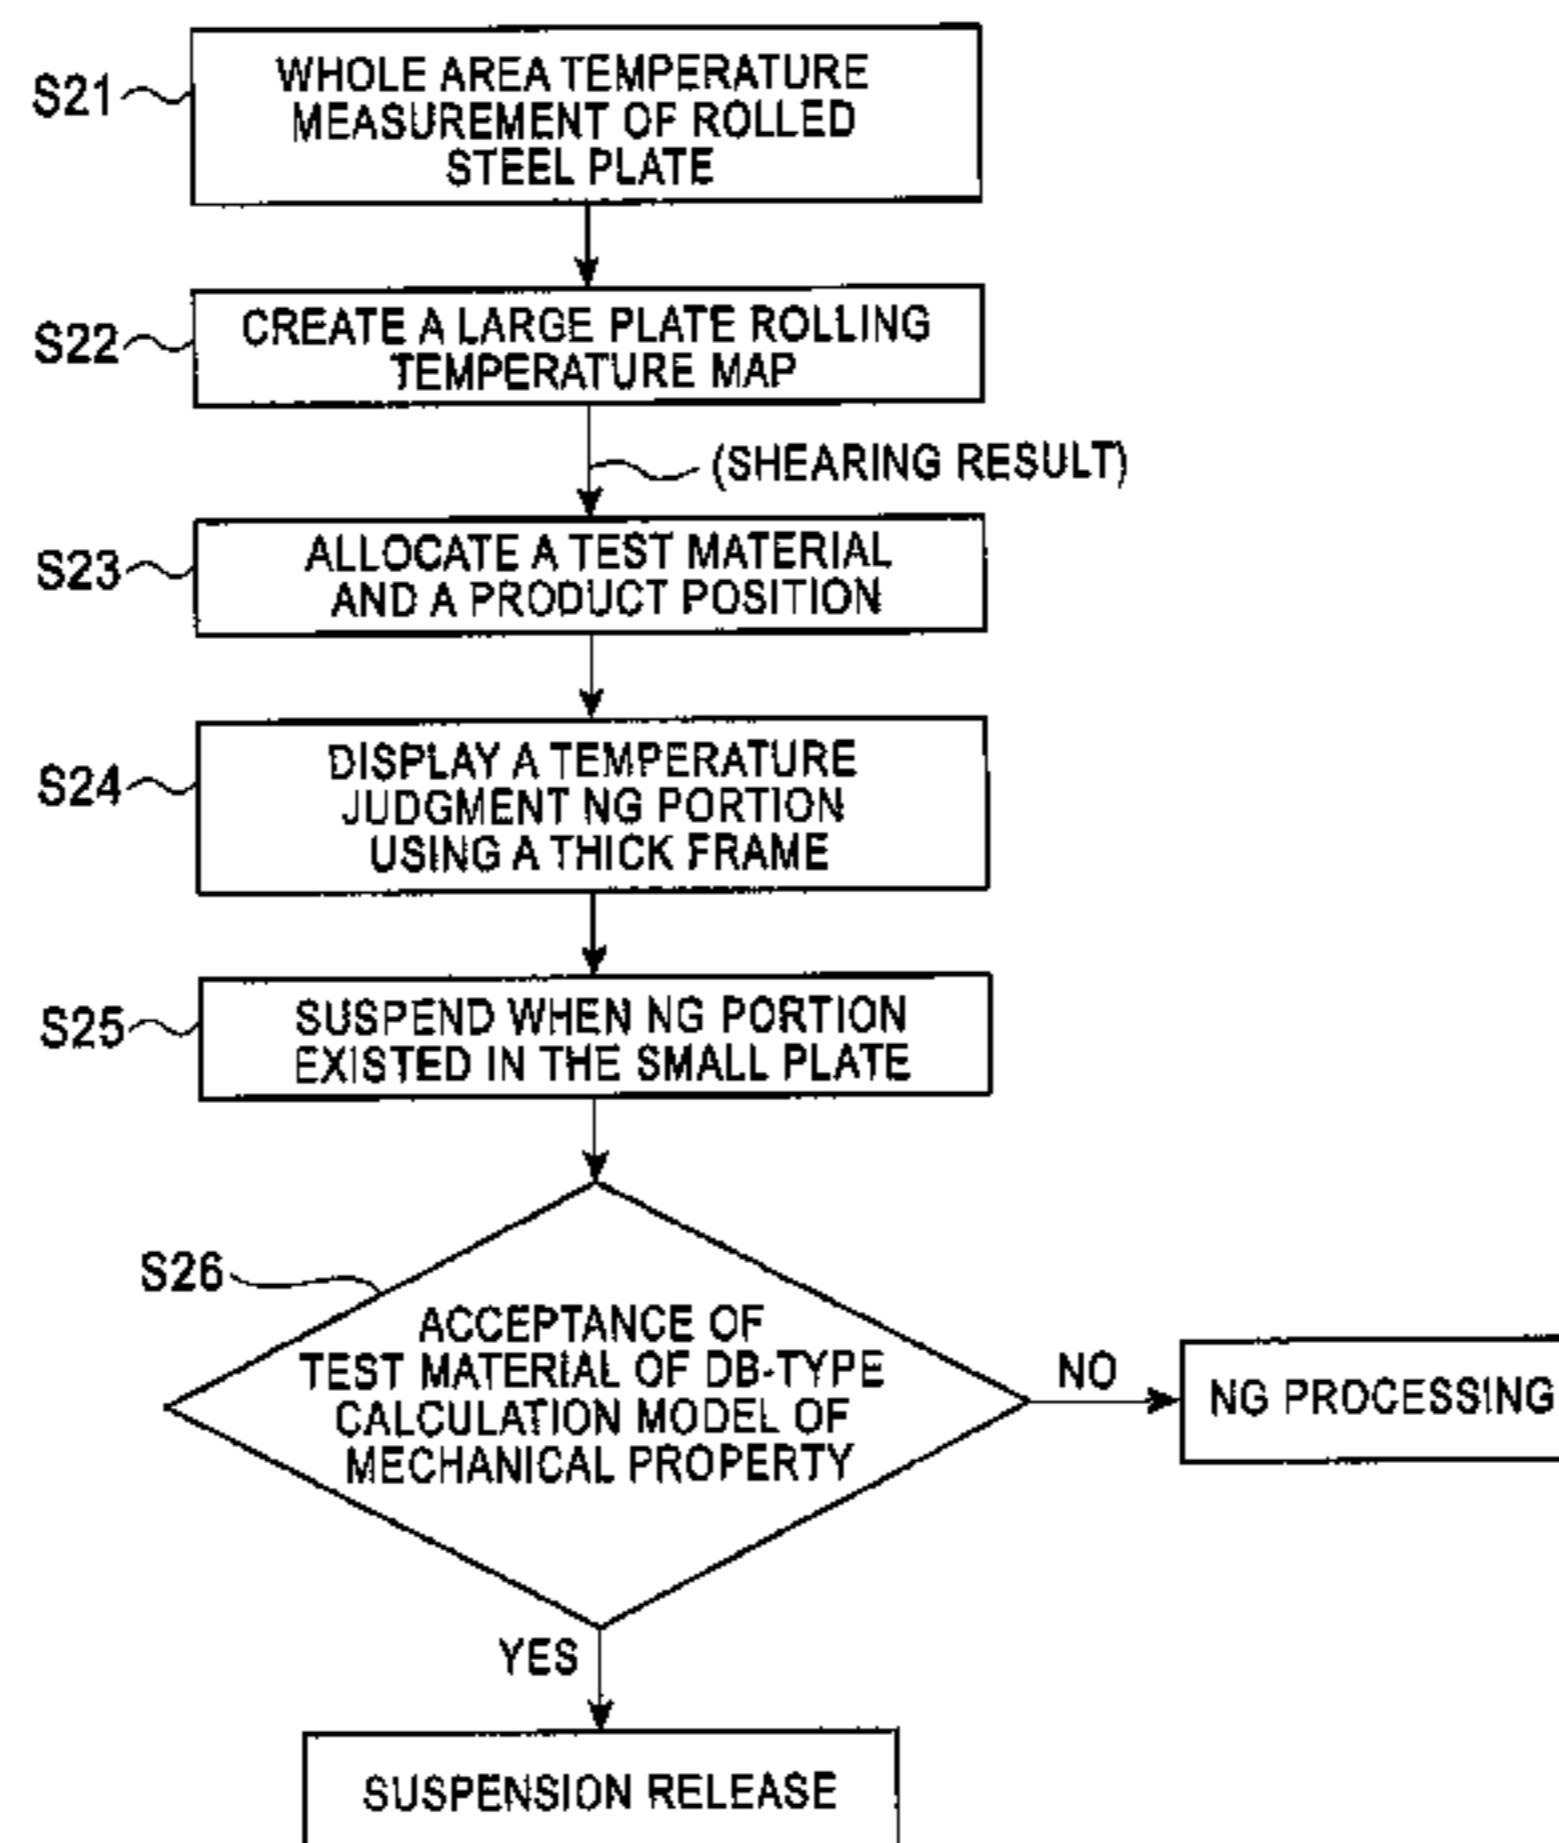 S21
WHOLE AREA TEMPERATURE
MEASUREMENT OF ROLLED
STEEL PLATE
S22
CREATE A LARGE PLATE ROLLING
TEMPERATURE MAP
(SHEARING RESULT)
S23
ALLOCATE A TEST MATERIAL
AND A PRODUCT POSITION
S24
DISPLAY A TEMPERATURE
JUDGMENT NG PORTION
USING A THICK FRAME
S25
SUSPEND WHEN NG PORTION
EXISTED IN THE SMALL PLATE
S26
ACCEPTANCE OF
TEST MATERIAL OF DB-TYPE
CALCULATION MODEL OF
MECHANICAL PROPERTY
NO
NG PROCESSING
YES
SUSPENSION RELEASE